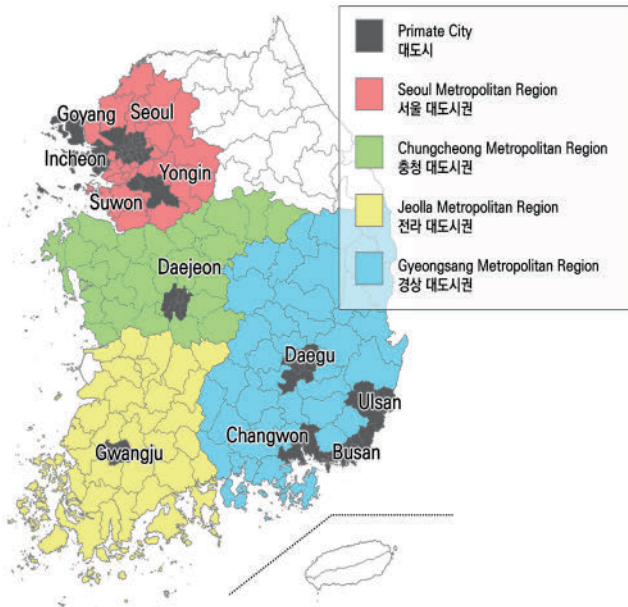 Primate City
대도시
Seoul Metropolitan Region
서울 대도시권
Chungcheong Metropolitan Region
충청 대도시권
Jeolla Metropolitan Region
전라 대도시권
Gyeongsang Metropolitan Region
경상 대도시권
Goyang
Seoul
Incheon
Yongin
Suwon
Daejeon
Daegu
Ulsan
Changwon
Busan
Gwangju